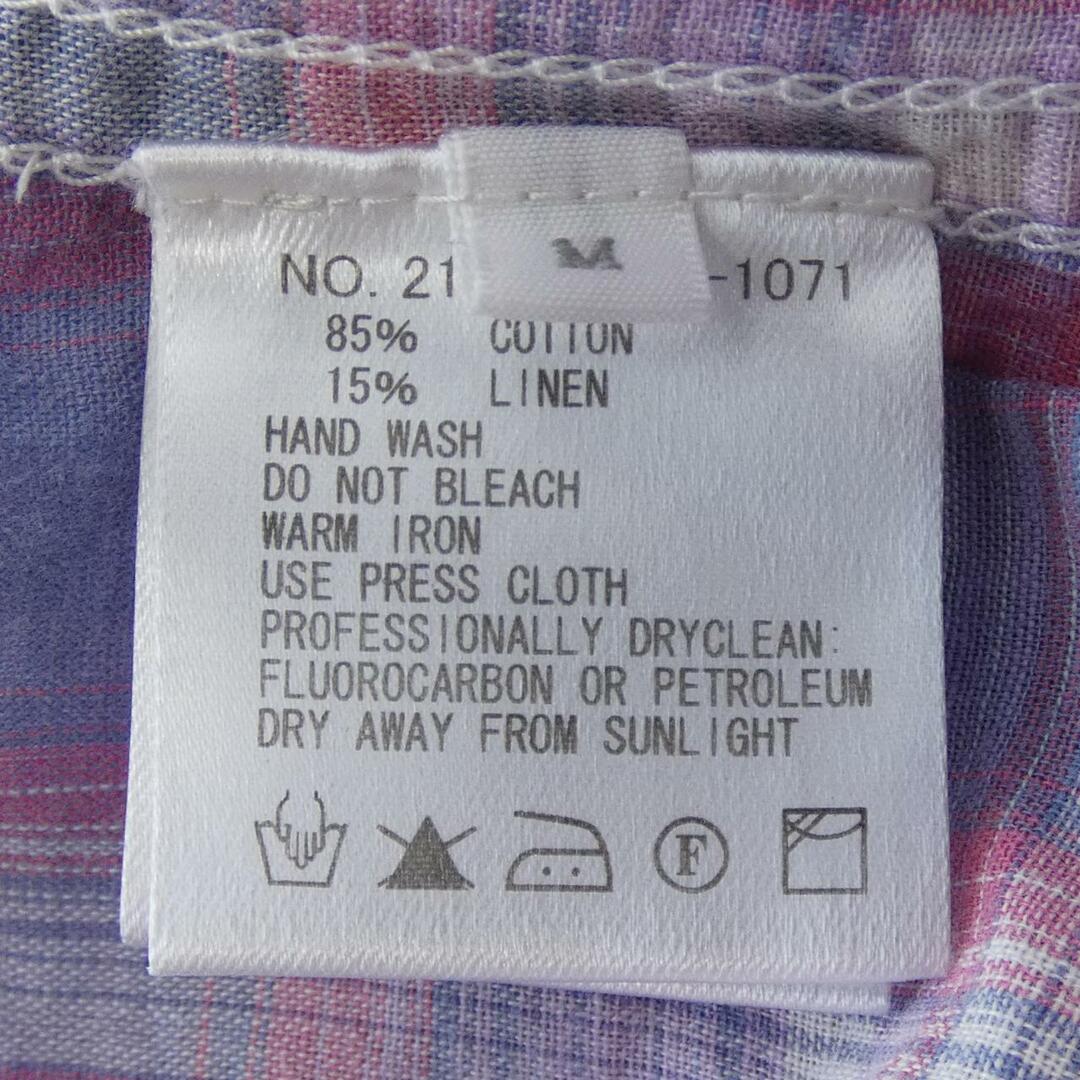 M
NO. 21 -1071
85% COTTON
15% LINEN
HAND WASH
DO NOT BLEACH
WARM IRON
USE PRESS CLOTH
PROFESSIONALLY DRYCLEAN:
FLUOROCARBON OR PETROLEUM
DRY AWAY FROM SUNLIGHT
F